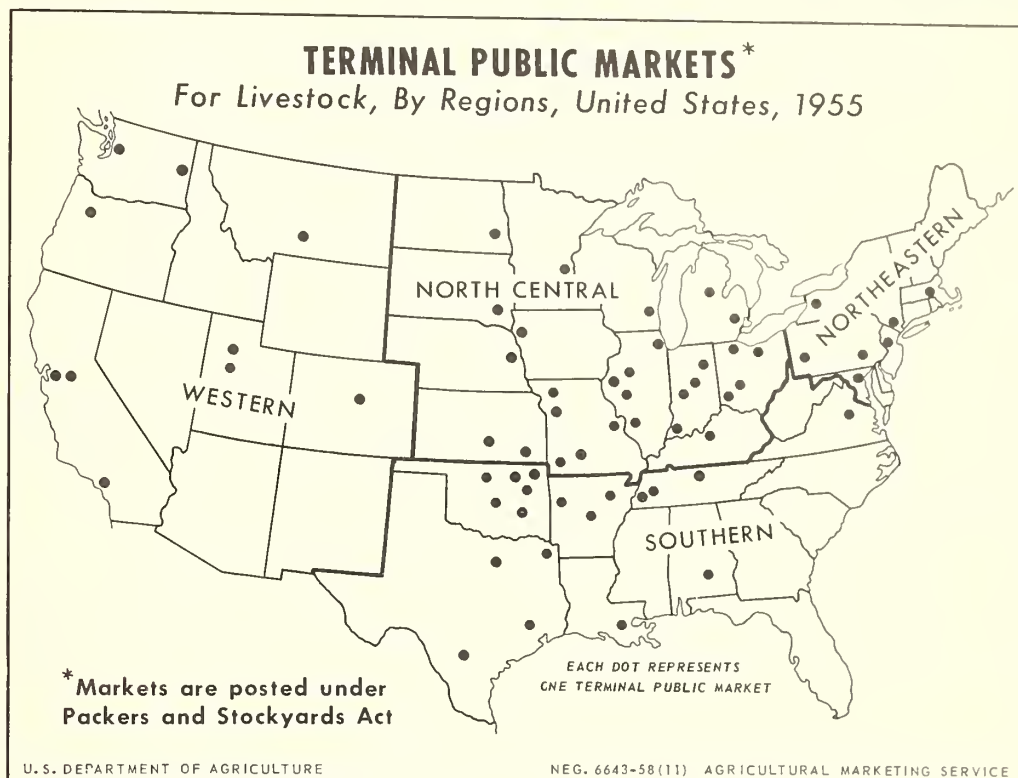 TERMINAL PUBLIC MARKETS*
For Livestock, By Regions, United States, 1955
NORTH CENTRAL
NORTHEASTERN
WESTERN
SOUTHERN
EACH DOT REPRESENTS
ONE TERMINAL PUBLIC MARKET
*Markets are posted under
Packers and Stockyards Act
U.S. DEPARTMENT OF AGRICULTURE
NEG. 6643-58(11) AGRICULTURAL MARKETING SERVICE